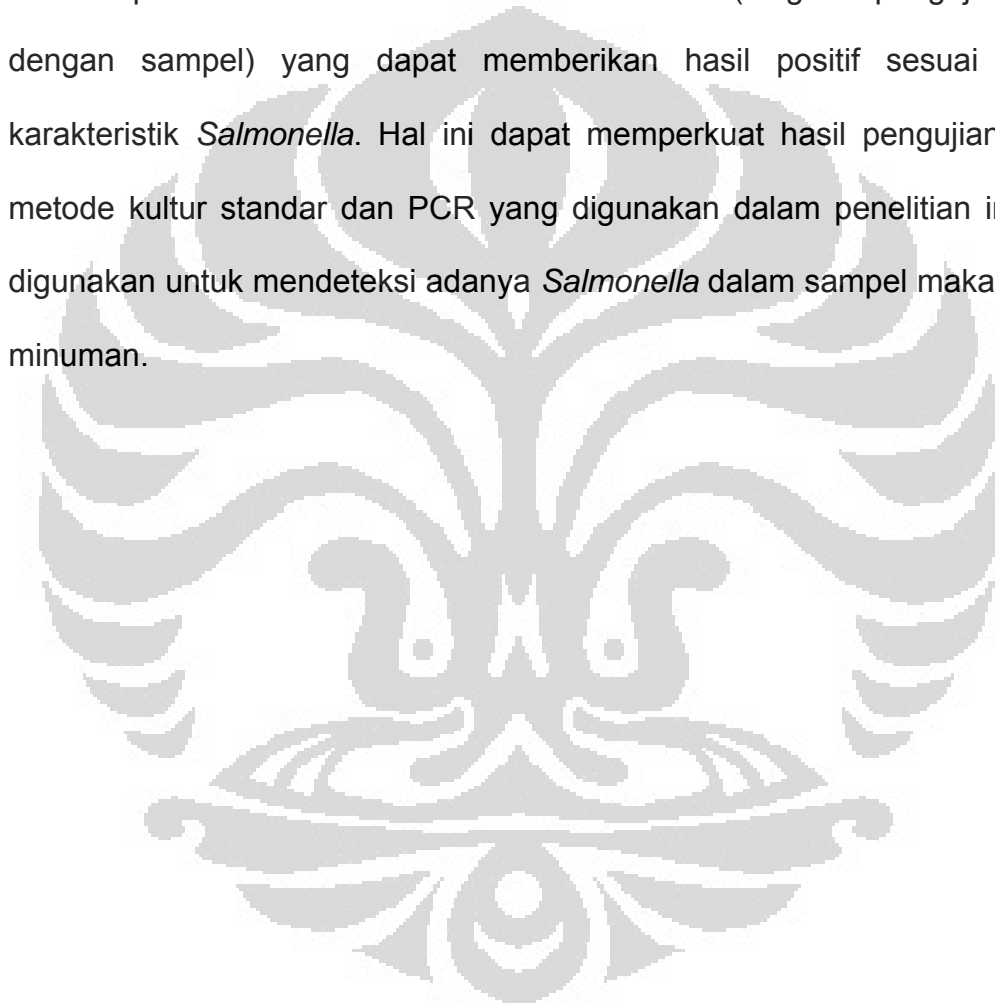 dengan sampel) yang dapat memberikan hasil positif sesuai
karakteristik Salmonella. Hal ini dapat memperkuat hasil pengujian
metode kultur standar dan PCR yang digunakan dalam penelitian
digunakan untuk mendeteksi adanya Salmonella dalam sampel
minuman.